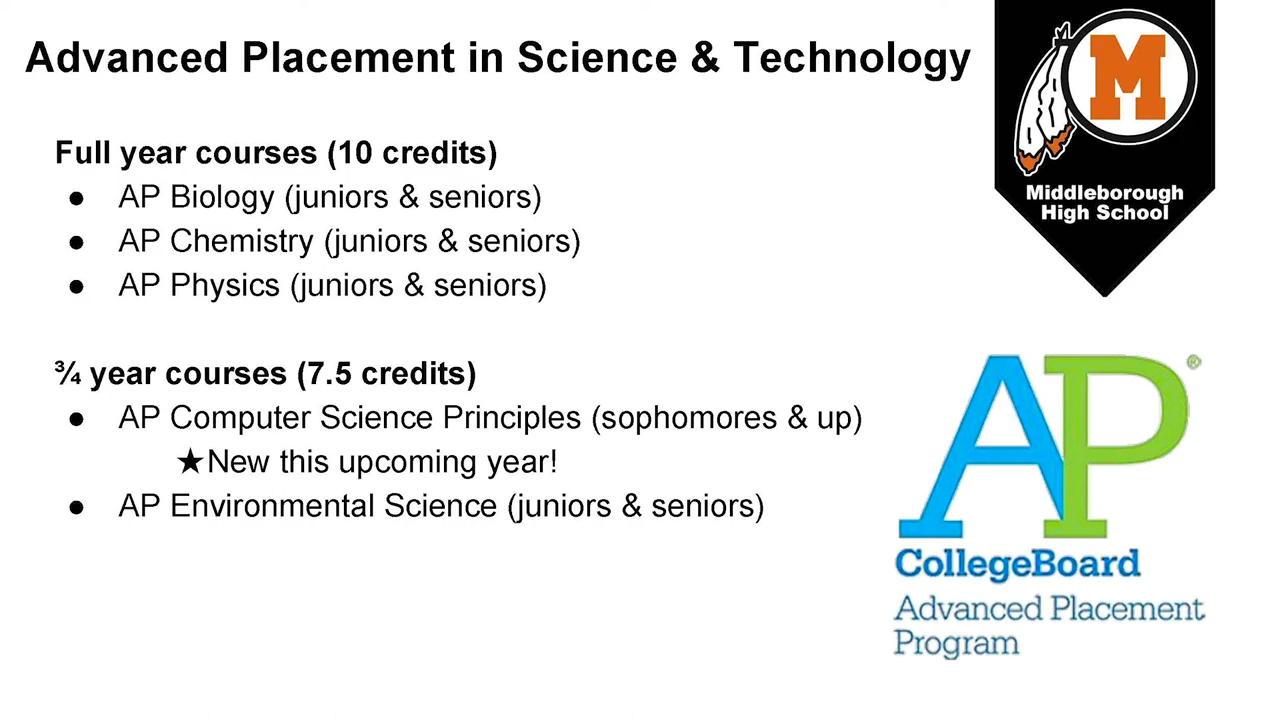 Advanced Placement in Science & Technology
M
Middleborough
High School
Full year courses (10 credits)
● AP Biology (juniors & seniors)
● AP Chemistry (juniors & seniors)
● AP Physics (juniors & seniors)
¾ year courses (7.5 credits)
● AP Computer Science Principles (sophomores & up)
★New this upcoming year!
● AP Environmental Science (juniors & seniors)
AP®
CollegeBoard
Advanced Placement
Program